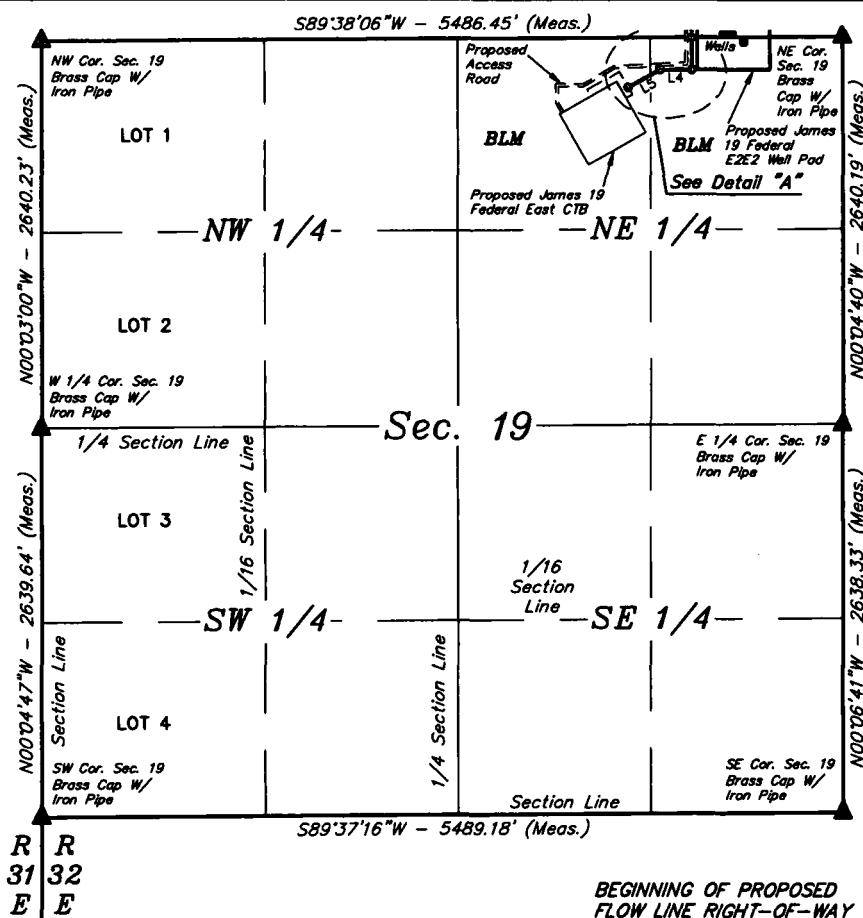 S89°38'06"W - 5486.45' (Meas.)
NW Cor. Sec. 19
Brass Cap W/
Iron Pipe
Proposed
Access
Road
Wells
NE Cor.
Sec. 19
Brass
Cap W/
Iron Pipe
L5
L4
LOT 1
BLM
BLM
Proposed James
19 Federal
E2E2 Well Pad
See Detail "A"
Proposed James 19
Federal East CTB
N00°03'00"W - 2640.23' (Meas.)
N00°04'40"W - 2640.19' (Meas.)
NW 1/4
NE 1/4
LOT 2
W 1/4 Cor. Sec. 19
Brass Cap W/
Iron Pipe
Sec. 19
1/4 Section Line
E 1/4 Cor. Sec. 19
Brass Cap W/
Iron Pipe
LOT 3
1/16 Section Line
1/16
Section
Line
N00°04'47"W - 2639.64' (Meas.)
N00°06'41"W - 2638.33' (Meas.)
SW 1/4
SE 1/4
Section Line
LOT 4
1/4 Section Line
SW Cor. Sec. 19
Brass Cap W/
Iron Pipe
SE Cor. Sec. 19
Brass Cap W/
Iron Pipe
Section Line
S89°37'16"W - 5489.18' (Meas.)
R R
31 32
E E
BEGINNING OF PROPOSED
FLOW LINE RIGHT-OF-WAY